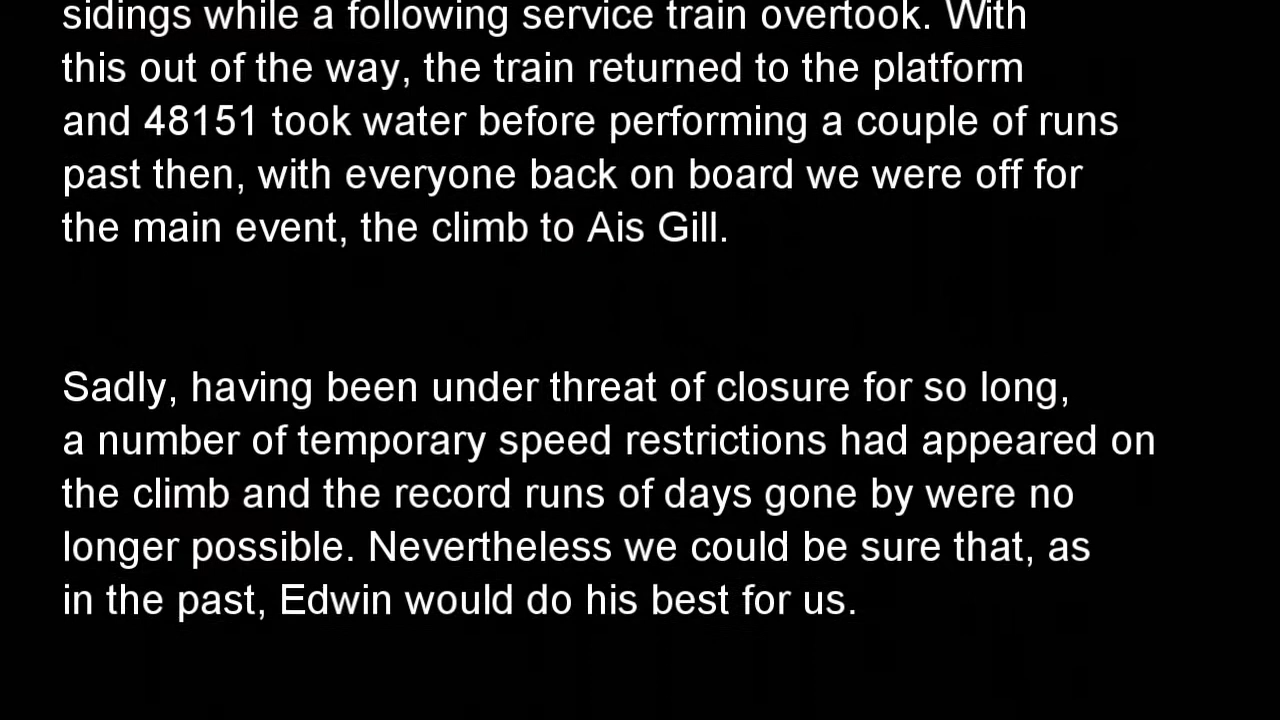 sidings while a following service train overtook. With
this out of the way, the train returned to the platform
and 48151 took water before performing a couple of runs
past then, with everyone back on board we were off for
the main event, the climb to Ais Gill.
Sadly, having been under threat of closure for so long,
a number of temporary speed restrictions had appeared on
the climb and the record runs of days gone by were no
longer possible. Nevertheless we could be sure that, as
in the past, Edwin would do his best for us.